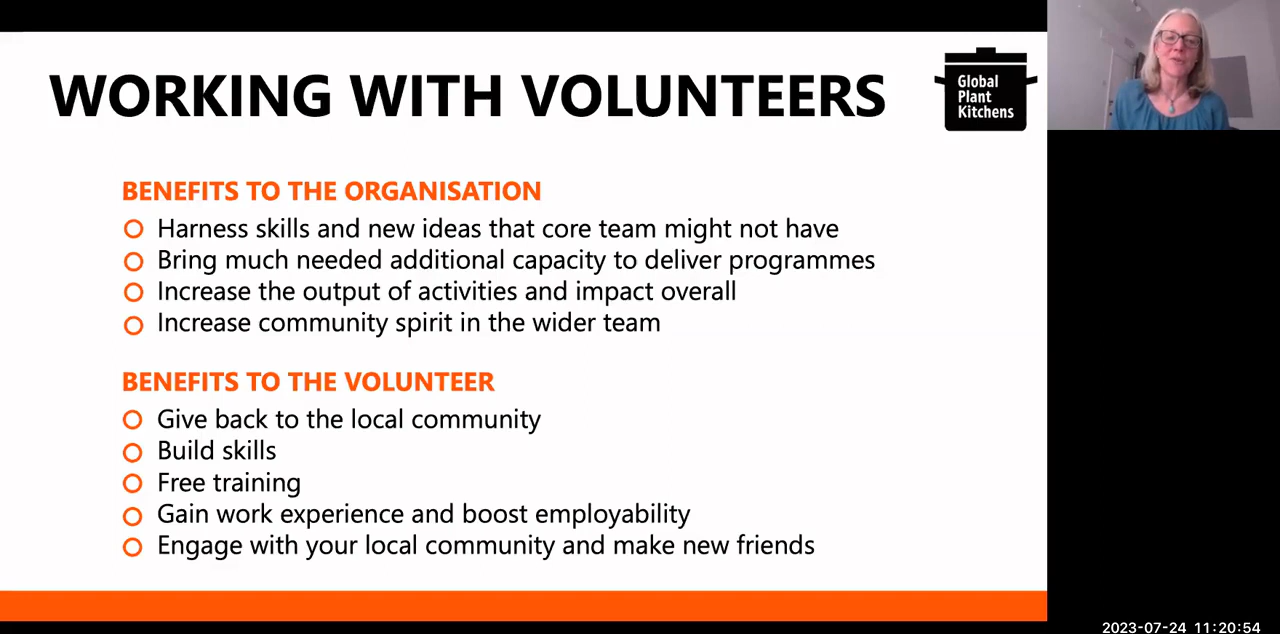 WORKING WITH VOLUNTEERS
Global
Plant
Kitchens
BENEFITS TO THE ORGANISATION
Harness skills and new ideas that core team might not have
Bring much needed additional capacity to deliver programmes
Increase the output of activities and impact overall
Increase community spirit in the wider team
BENEFITS TO THE VOLUNTEER
Give back to the local community
Build skills
Free training
Gain work experience and boost employability
Engage with your local community and make new friends
2023-07-24 11:20:54